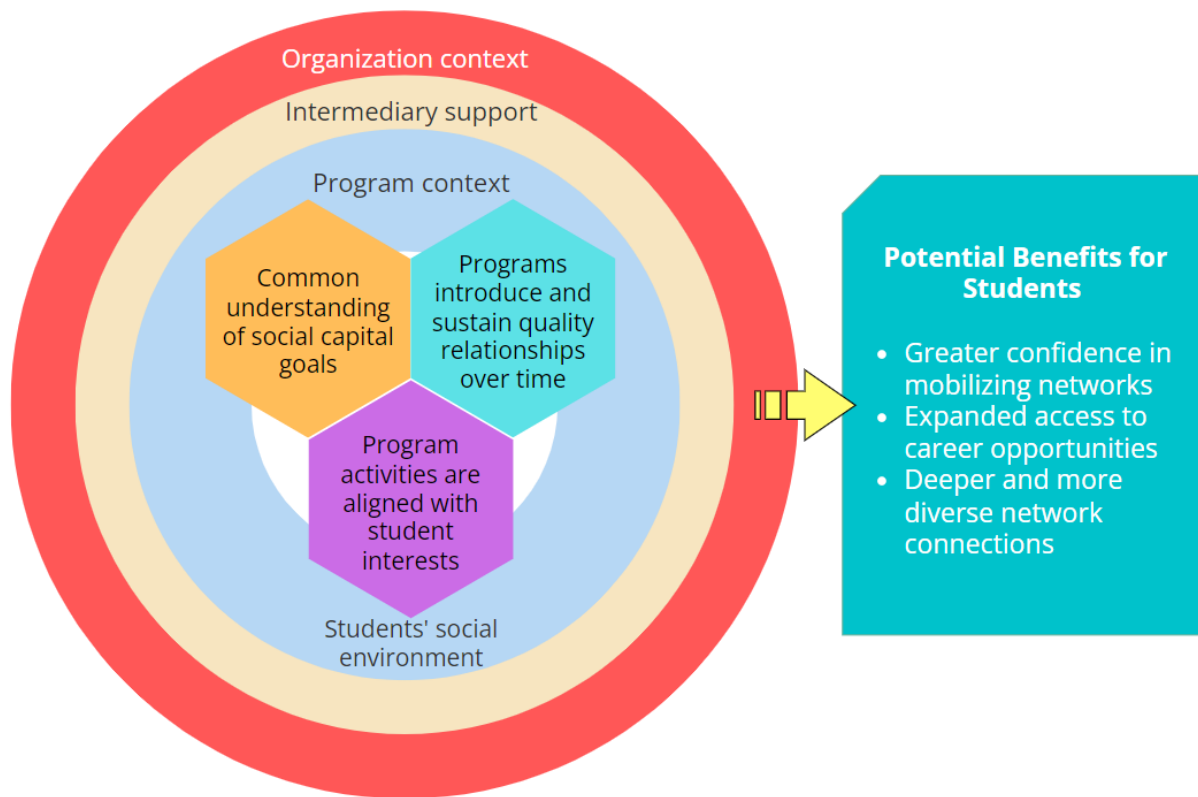 Organization context
Intermediary support
Program context
Common
understanding
of social capital
goals
Programs
introduce and
sustain quality
relationships
over time
Program
activities are
aligned with
student
interests
Students' social
environment
Potential Benefits for
Students
• Greater confidence in
mobilizing networks
• Expanded access to
career opportunities
• Deeper and more
diverse network
connections